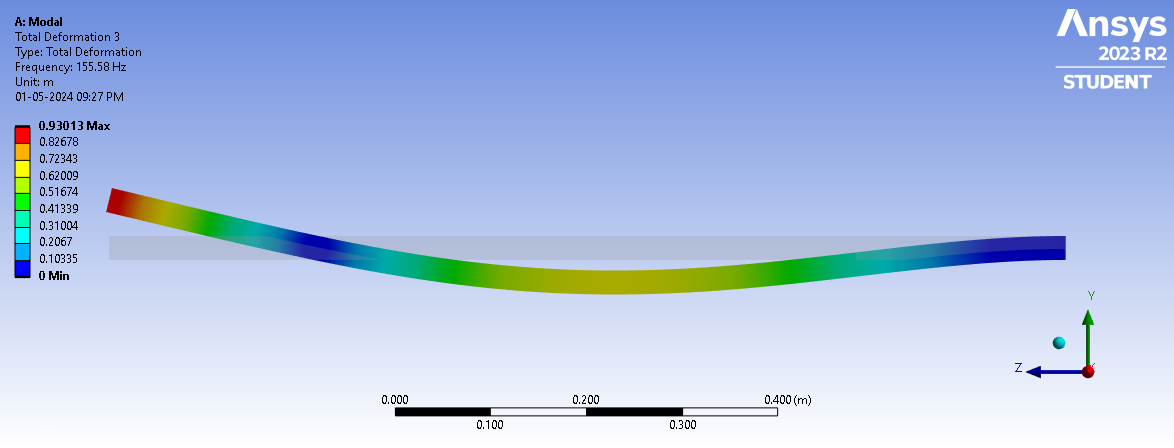 A: Modal
Total Deformation 3
Type: Total Deformation
Frequency: 155.58 Hz
Unit: m
01-05-2024 09:27 PM
Ansys
2023 R2
STUDENT
0.93013 Max
0.82678
0.72343
0.62009
0.51674
0.41339
0.31004
0.2067
0.10335
0 Min
Y
Z
0.000 0.200 0.400 (m)
0.100 0.300